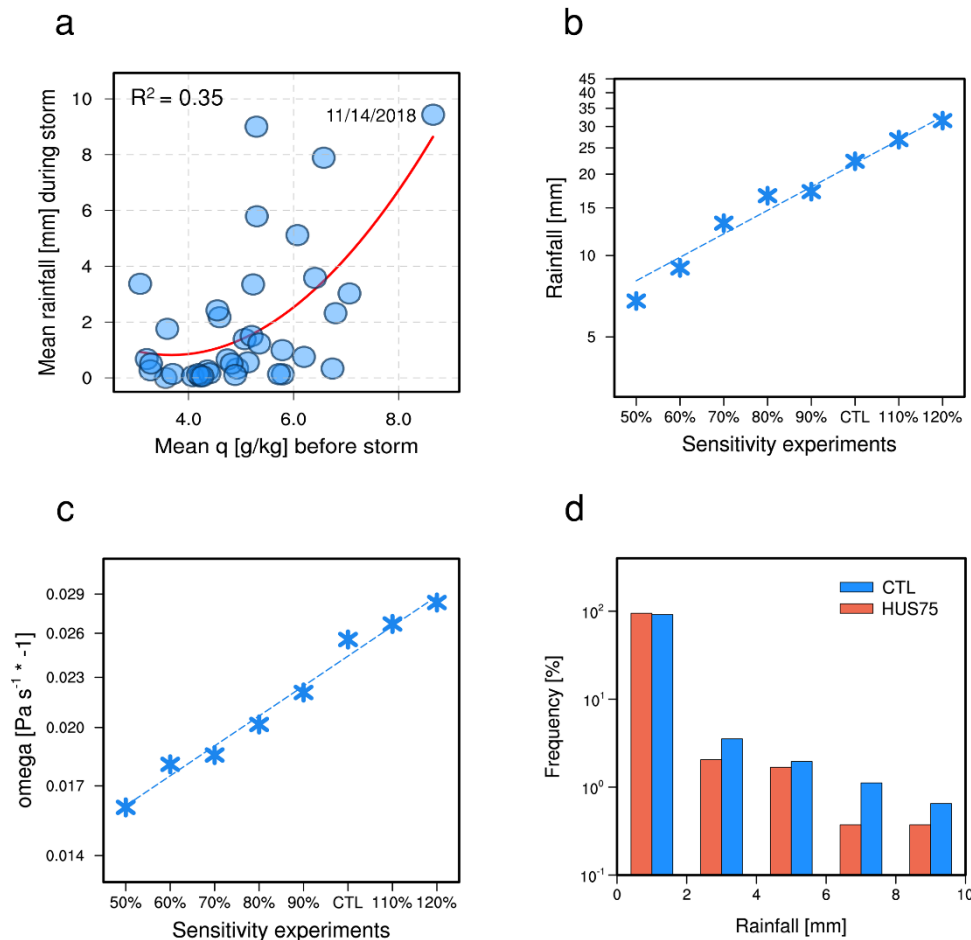 a
R² = 0.35
11/14/2018
10
8
6
4
2
0
Mean rainfall [mm] during storm
4.0 6.0 8.0
Mean q [g/kg] before storm
b
45
40
35
30
25
20
15
10
5
Rainfall [mm]
50% 60% 70% 80% 90% CTL 110% 120%
Sensitivity experiments
c
0.029
0.026
0.023
0.020
0.017
0.014
omega [Pa s⁻¹ * -1]
50% 60% 70% 80% 90% CTL 110% 120%
Sensitivity experiments
d
CTL
HUS75
10²
10¹
10⁰
10⁻¹
Frequency [%]
0 2 4 6 8 10
Rainfall [mm]